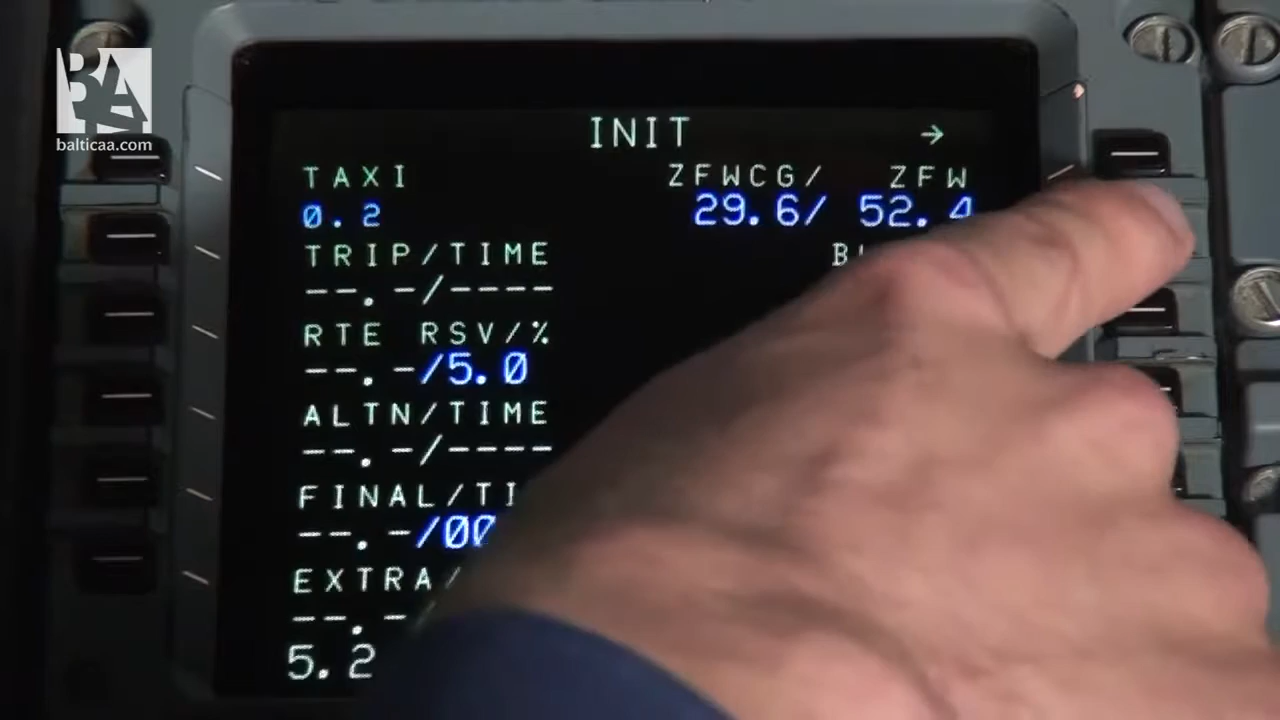 BA
balticaa.com
INIT →
TAXI ZFWCG/ ZFW
0.2 29.6/ 52.4
TRIP/TIME
--.-/----
RTE RSV/%
--.-/5.0
ALTN/TIME
--.-/----
FINAL/TI
--.-/00
EXTRA/
--.-
5.2